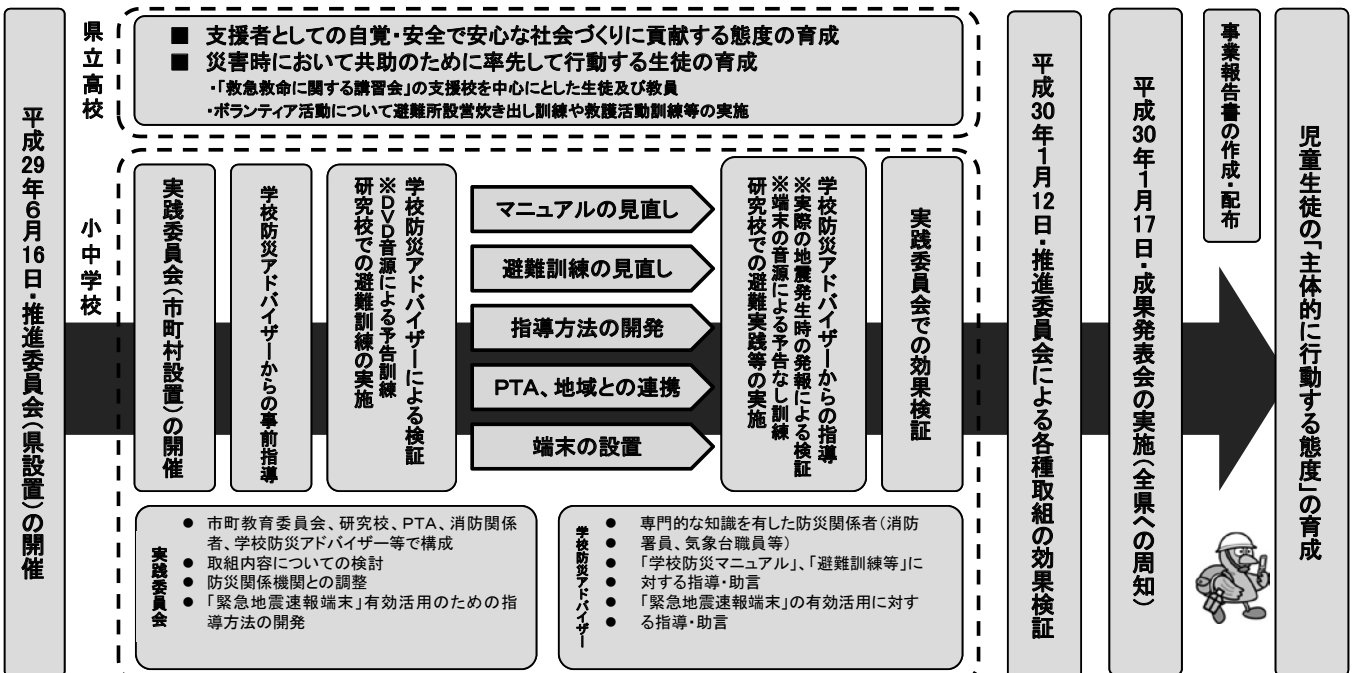 平成29年6月16日・推進委員会（県設置）の開催
県立高校
■ 支援者としての自覚・安全で安心な社会づくりに貢献する態度の育成
■ 災害時において共助のために率先して行動する生徒の育成
・「救急救命に関する講習会」の支援校を中心にとした生徒及び教員
・ボランティア活動について避難所設営炊き出し訓練や救護活動訓練等の実施
小中学校
実践委員会（市町村設置）の開催
学校防災アドバイザーからの事前指導
学校防災アドバイザーによる検証
※ＤＶＤ音源による予告訓練
研究校での避難訓練の実施
マニュアルの見直し
避難訓練の見直し
指導方法の開発
PTA、地域との連携
端末の設置
学校防災アドバイザーからの指導
※実際の地震発生時の発報による検証
※端末の音源による予告なし訓練
研究校での避難実践等の実施
実践委員会での効果検証
実践委員会
● 市町教育委員会、研究校、PTA、消防関係
者、学校防災アドバイザー等で構成
● 取組内容についての検討
● 防災関係機関との調整
● 「緊急地震速報端末」有効活用のための指
導方法の開発
学校防災アドバイザー
● 専門的な知識を有した防災関係者（消防
● 署員、気象台職員等）
● 「学校防災マニュアル」、「避難訓練等」に
● 対する指導・助言
● 「緊急地震速報端末」の有効活用に対す
● る指導・助言
平成30年1月12日・推進委員会による各種取組の効果検証
平成30年1月17日・成果発表会の実施（全県への周知）
事業報告書の作成・配布
児童生徒の「主体的に行動する態度」の育成